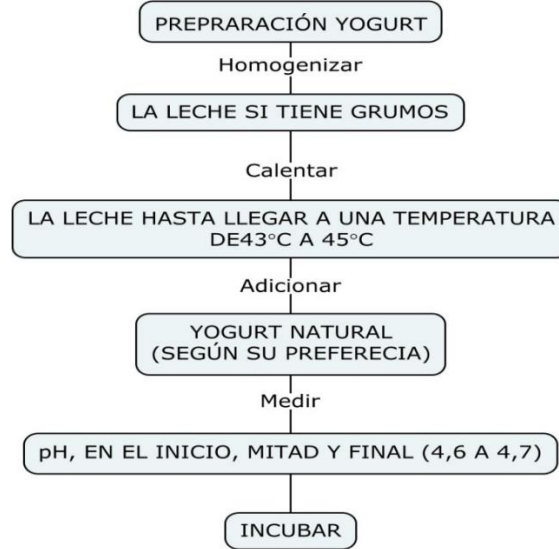 PREPRARACIÓN YOGURT
Homogenizar
LA LECHE SI TIENE GRUMOS
Calentar
LA LECHE HASTA LLEGAR A UNA TEMPERATURA
DE43°C A 45°C
Adicionar
YOGURT NATURAL
(SEGÚN SU PREFERECIA)
Medir
pH, EN EL INICIO, MITAD Y FINAL (4,6 A 4,7)
INCUBAR